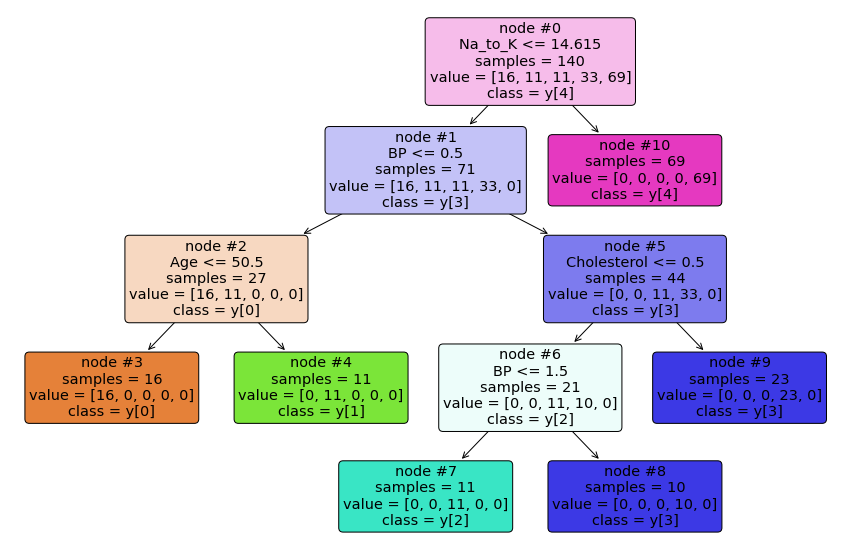 node #0
Na_to_K <= 14.615
samples = 140
value = [16, 11, 11, 33, 69]
class = y[4]
node #1
BP <= 0.5
samples = 71
value = [16, 11, 11, 33, 0]
class = y[3]
node #10
samples = 69
value = [0, 0, 0, 0, 69]
class = y[4]
node #2
Age <= 50.5
samples = 27
value = [16, 11, 0, 0, 0]
class = y[0]
node #5
Cholesterol <= 0.5
samples = 44
value = [0, 0, 11, 33, 0]
class = y[3]
node #3
samples = 16
value = [16, 0, 0, 0, 0]
class = y[0]
node #4
samples = 11
value = [0, 11, 0, 0, 0]
class = y[1]
node #6
BP <= 1.5
samples = 21
value = [0, 0, 11, 10, 0]
class = y[2]
node #9
samples = 23
value = [0, 0, 0, 23, 0]
class = y[3]
node #7
samples = 11
value = [0, 0, 11, 0, 0]
class = y[2]
node #8
samples = 10
value = [0, 0, 0, 10, 0]
class = y[3]